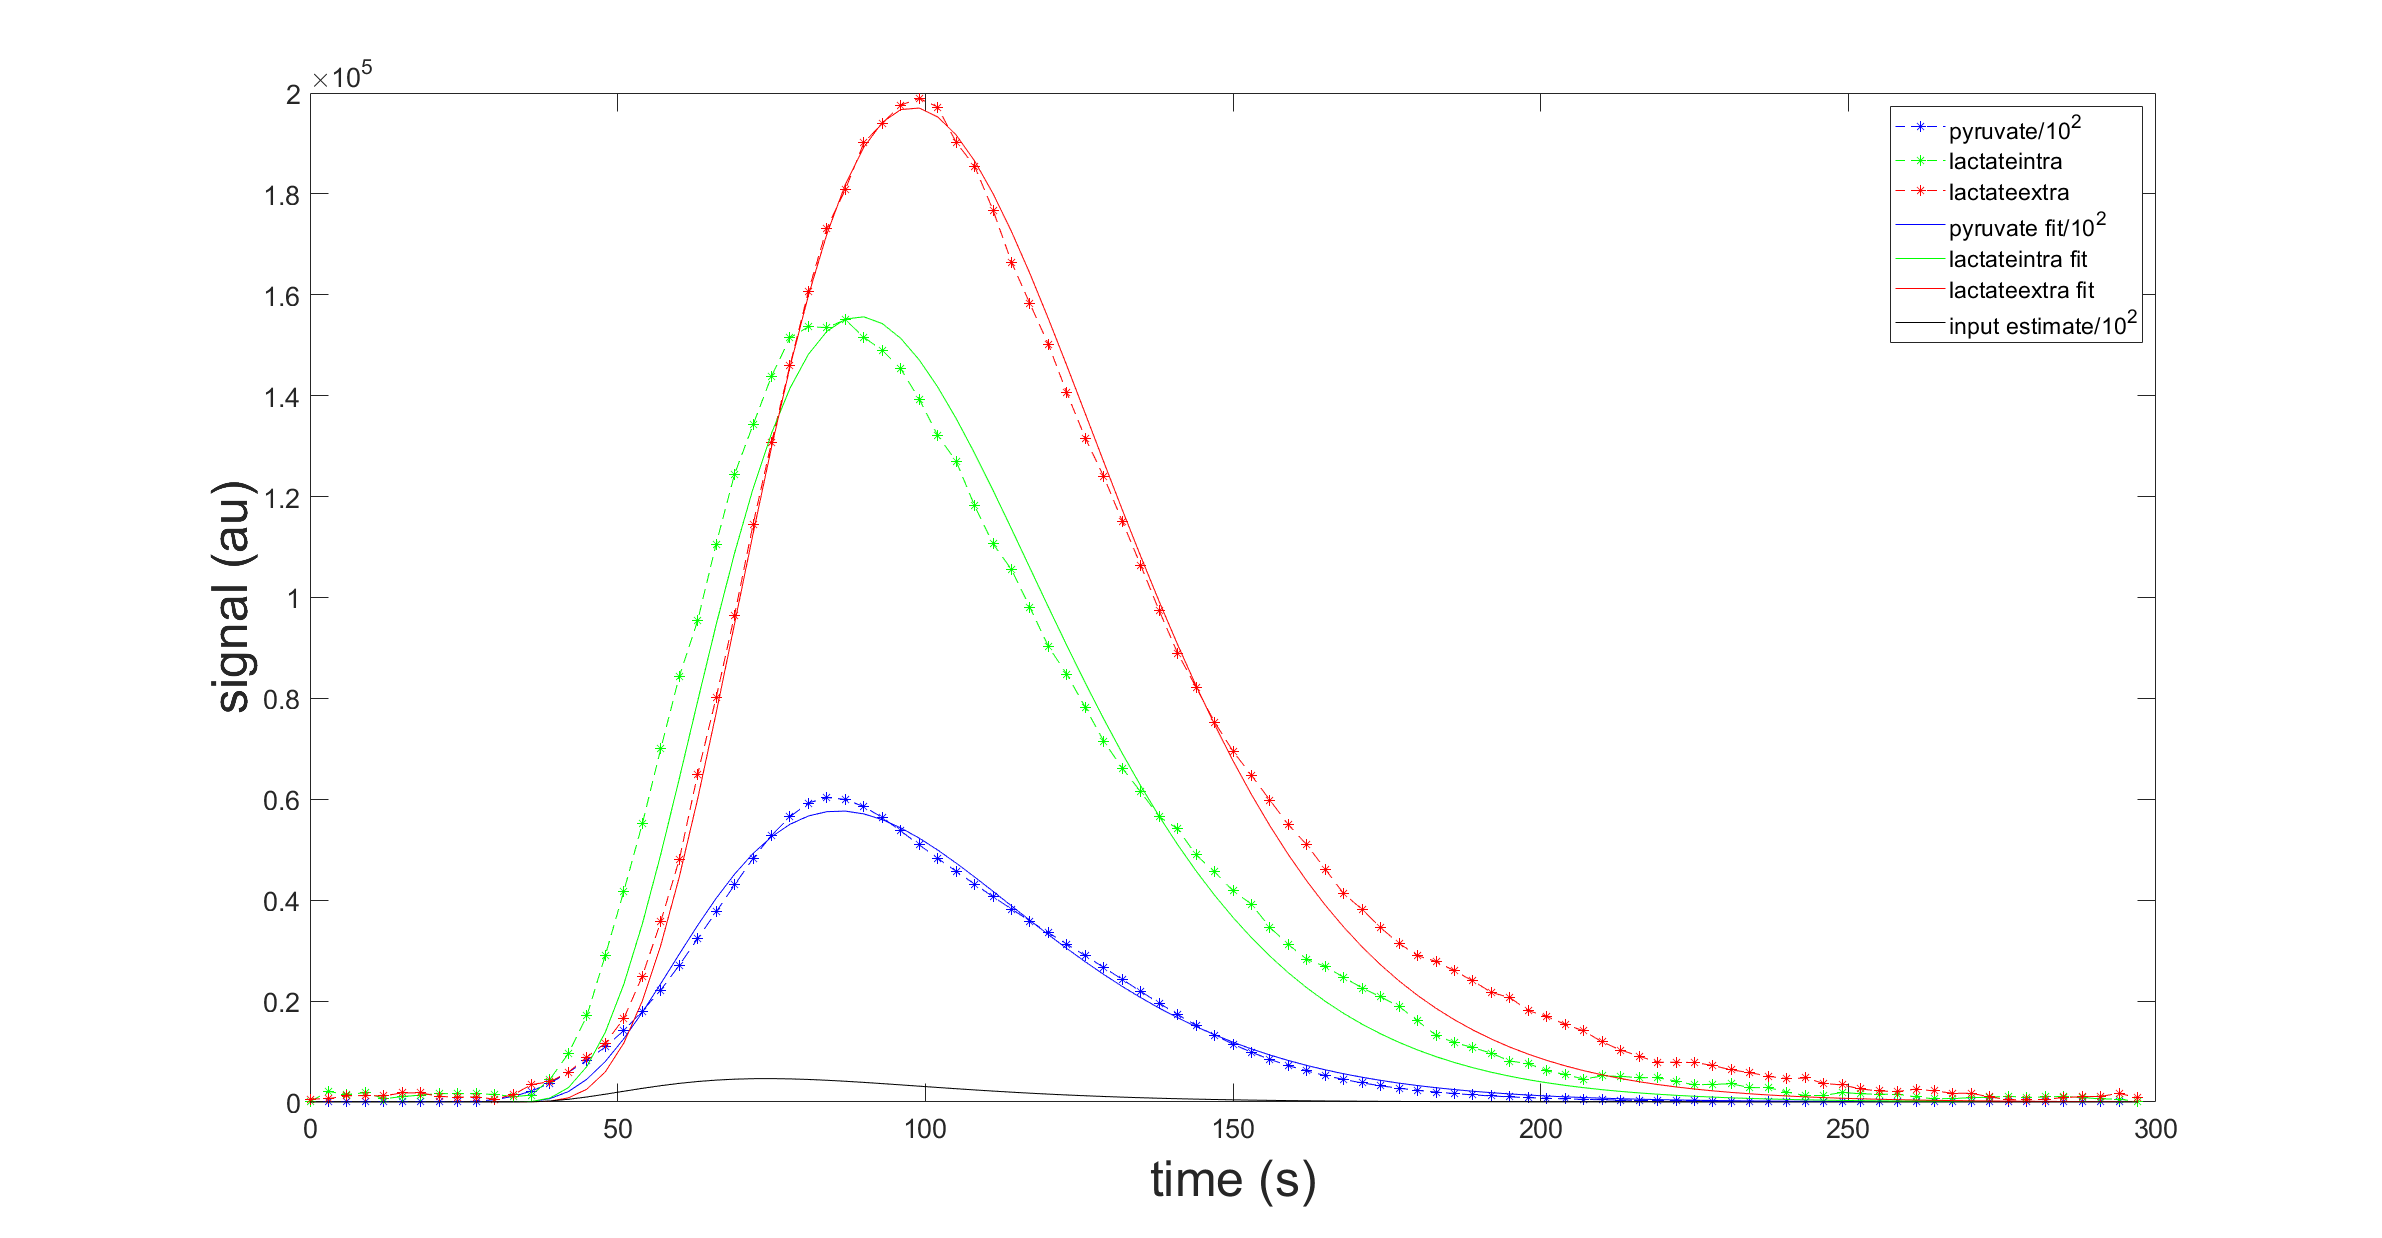 ×10^5
2
1.8
1.6
1.4
1.2
1
0.8
0.6
0.4
0.2
0
signal (au)
0 50 100 150 200 250 300
time (s)
pyruvate/10^2
lactateintra
lactateextra
pyruvate fit/10^2
lactateintra fit
lactateextra fit
input estimate/10^2